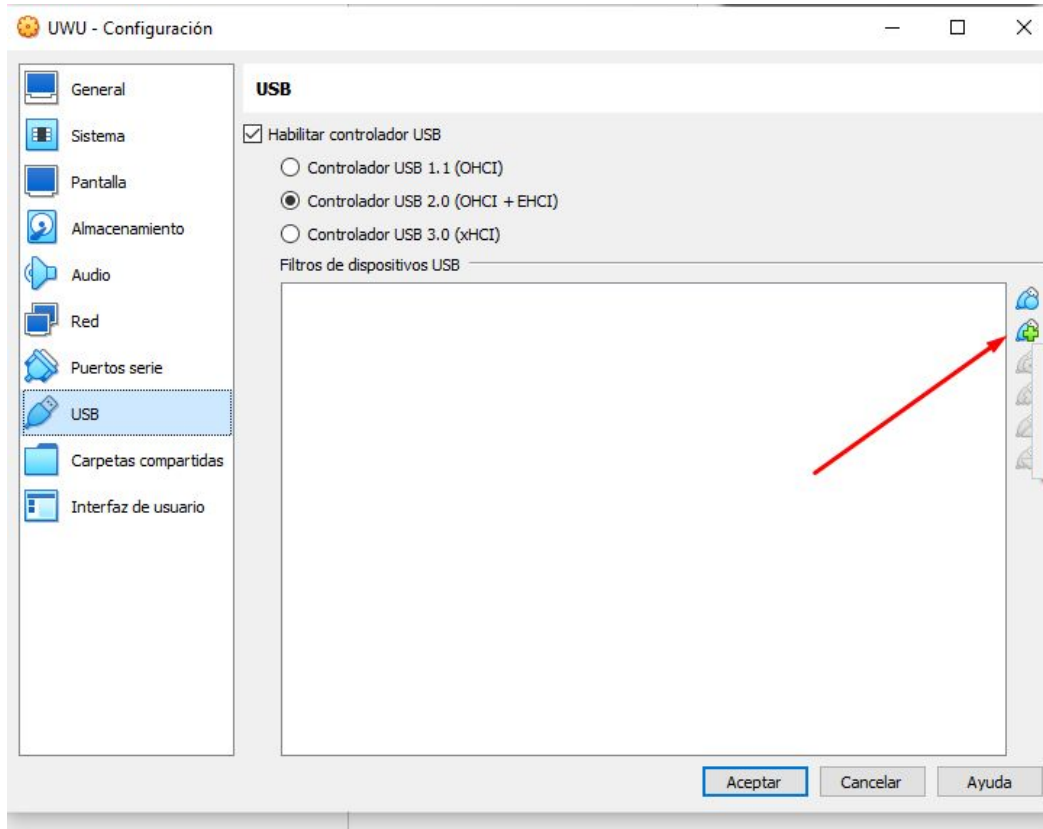 UWU - Configuración
General
Sistema
Pantalla
Almacenamiento
Audio
Red
Puertos serie
USB
Carpetas compartidas
Interfaz de usuario
USB
Habilitar controlador USB
Controlador USB 1.1 (OHCI)
Controlador USB 2.0 (OHCI + EHCI)
Controlador USB 3.0 (xHCI)
Filtros de dispositivos USB
Aceptar Cancelar Ayuda